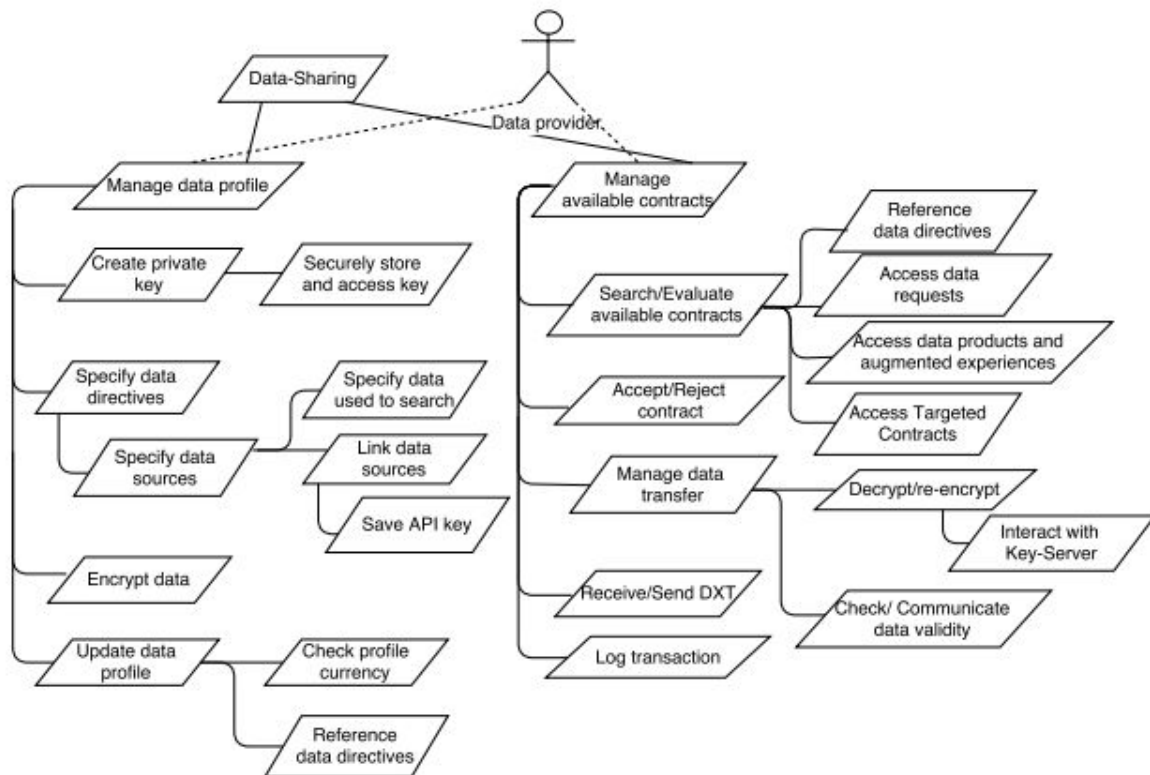 Data-Sharing
Data provider
Manage data profile
Create private
key
Securely store
and access key
Specify data
directives
Specify data
used to search
Specify data
sources
Link data
sources
Save API key
Encrypt data
Update data
profile
Check profile
currency
Reference
data directives
Manage
available contracts
Reference
data directives
Search/Evaluate
available contracts
Access data
requests
Access data products and
augmented experiences
Accept/Reject
contract
Access Targeted
Contracts
Manage data
transfer
Decrypt/re-encrypt
Interact with
Key-Server
Receive/Send DXT
Check/ Communicate
data validity
Log transaction